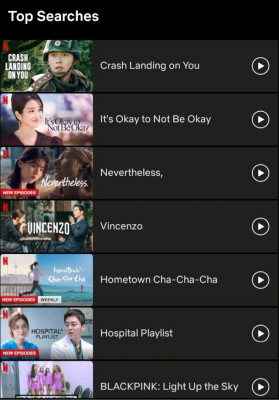 Top Searches
N
CRASH
LANDING
ON YOU
Crash Landing on You
N
It's Okay to
Not Be Okay
It's Okay to Not Be Okay
N
Nevertheless,
NEW EPISODES
Nevertheless,
N
VINCENZO
Vincenzo
N
HOMETOWN
CHA-CHA-CHA
NEW EPISODES WEEKLY
Hometown Cha-Cha-Cha
N
HOSPITAL
PLAYLIST
NEW EPISODES
Hospital Playlist
N
BLACKPINK: Light Up the Sky